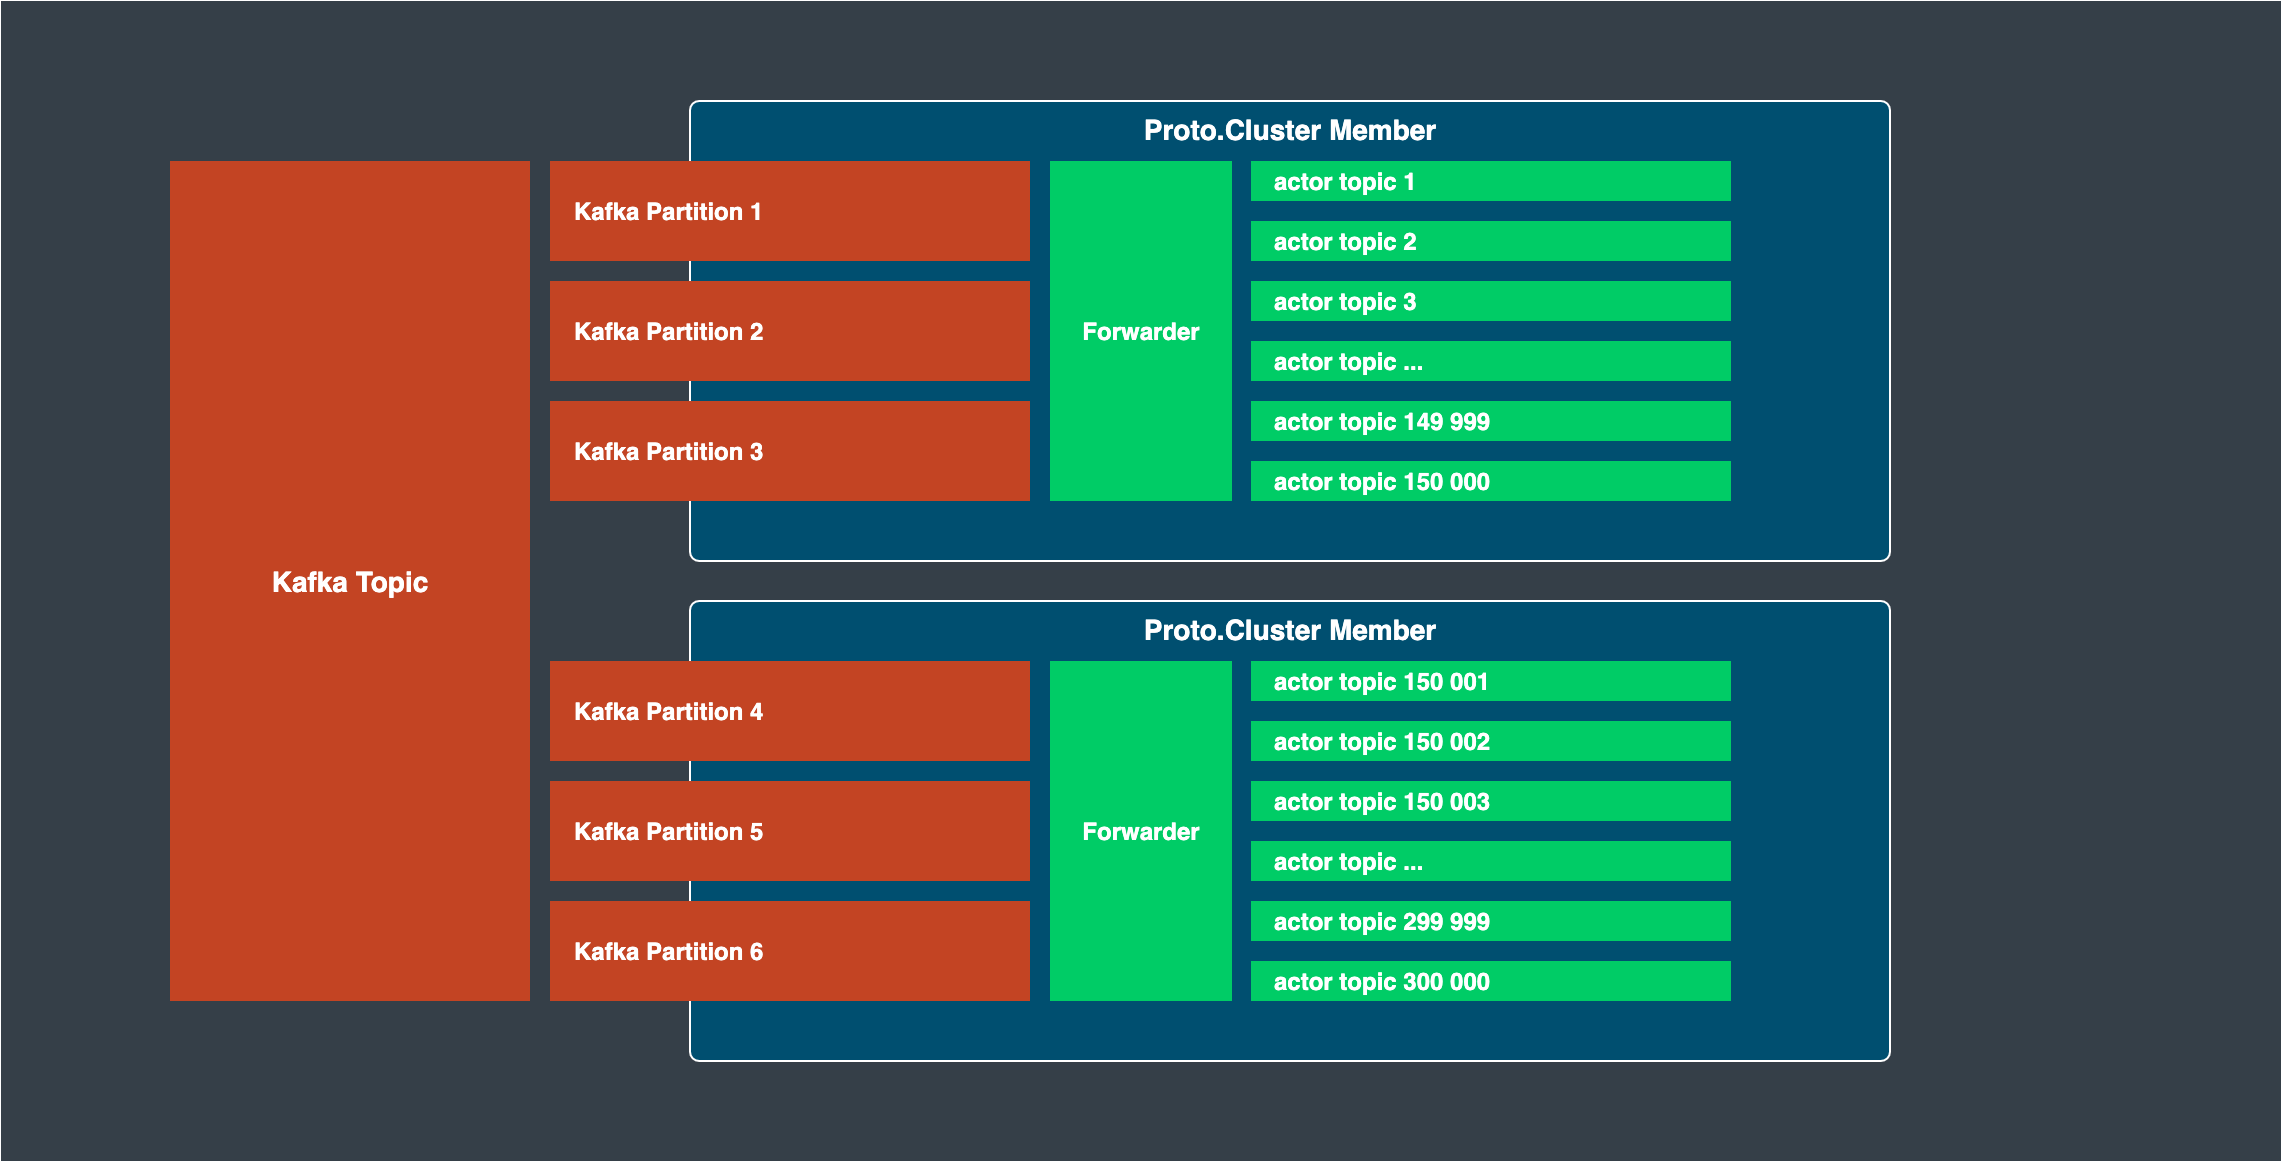 Kafka Topic
Proto.Cluster Member
Kafka Partition 1
Kafka Partition 2
Kafka Partition 3
Forwarder
actor topic 1
actor topic 2
actor topic 3
actor topic ...
actor topic 149 999
actor topic 150 000
Proto.Cluster Member
Kafka Partition 4
Kafka Partition 5
Kafka Partition 6
Forwarder
actor topic 150 001
actor topic 150 002
actor topic 150 003
actor topic ...
actor topic 299 999
actor topic 300 000